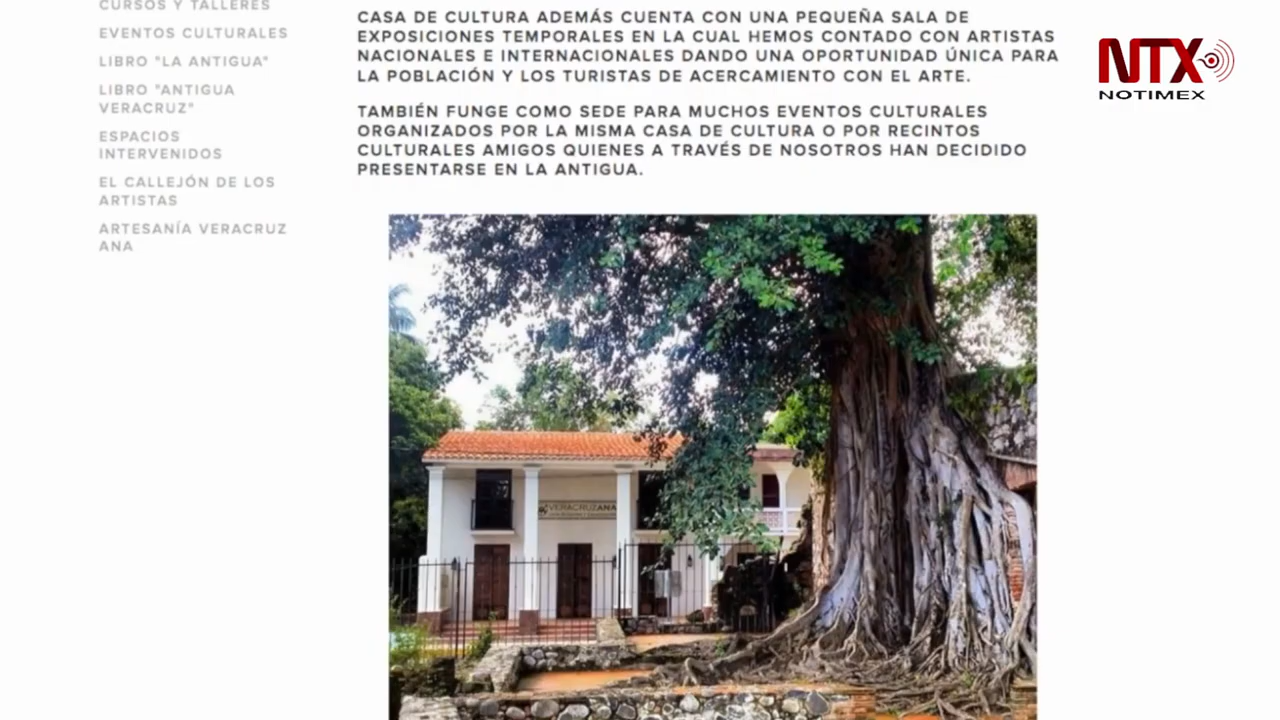 CURSOS Y TALLERES
EVENTOS CULTURALES
LIBRO "LA ANTIGUA"
LIBRO "ANTIGUA
VERACRUZ"
ESPACIOS
INTERVENIDOS
EL CALLEJÓN DE LOS
ARTISTAS
ARTESANÍA VERACRUZ
ANA
CASA DE CULTURA ADEMÁS CUENTA CON UNA PEQUEÑA SALA DE
EXPOSICIONES TEMPORALES EN LA CUAL HEMOS CONTADO CON ARTISTAS
NACIONALES E INTERNACIONALES DANDO UNA OPORTUNIDAD ÚNICA PARA
LA POBLACIÓN Y LOS TURISTAS DE ACERCAMIENTO CON EL ARTE.
TAMBIÉN FUNGE COMO SEDE PARA MUCHOS EVENTOS CULTURALES
ORGANIZADOS POR LA MISMA CASA DE CULTURA O POR RECINTOS
CULTURALES AMIGOS QUIENES A TRAVÉS DE NOSOTROS HAN DECIDIDO
PRESENTARSE EN LA ANTIGUA.
NTX
NOTIMEX
VERACRUZANA